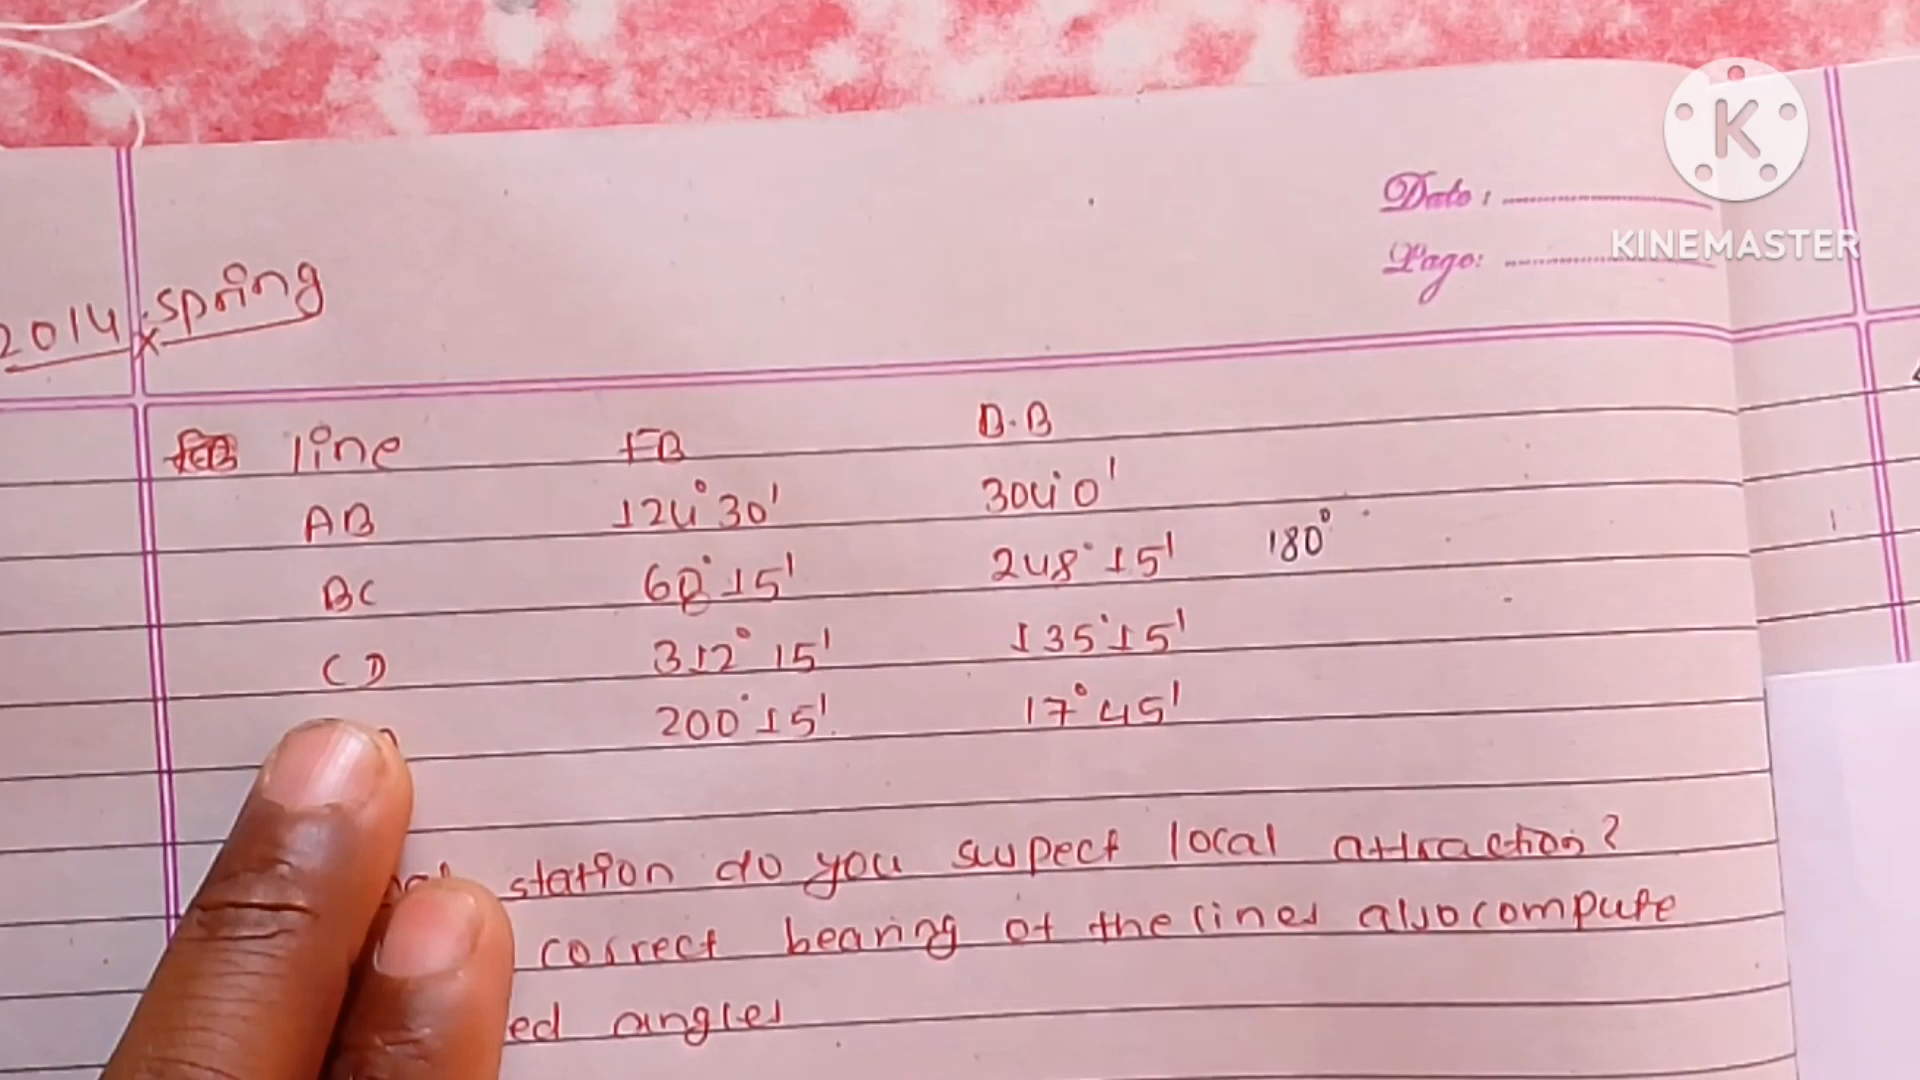 K
KINEMASTER
Date :
Page:
2014 spring
line FB B.B
AB 124°30' 304°0'
BC 68°15' 248°15' 180°
CD 312° 15' 135°15'
200°15' 17°45'
station do you suspect local attraction?
correct bearing of the lines also compute
ed angles